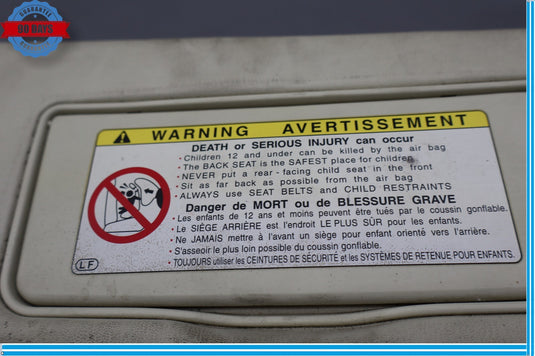 GUARANTEE
90 DAYS
WARNING AVERTISSEMENT
DEATH or SERIOUS INJURY can occur
• Children 12 and under can be killed by the air bag
• The BACK SEAT is the SAFEST place for children
• NEVER put a rear-facing child seat in the front
• Sit as far back as possible from the air bag
• ALWAYS use SEAT BELTS and CHILD RESTRAINTS
Danger de MORT ou de BLESSURE GRAVE
• Les enfants de 12 ans et moins peuvent être tués par le coussin gonflable.
• Le SIÈGE ARRIÈRE est l'endroit LE PLUS SÛR pour les enfants.
• Ne JAMAIS mettre à l'avant un siège pour enfant orienté vers l'arrière.
• S'asseoir le plus loin possible du coussin gonflable.
• TOUJOURS utiliser les CEINTURES DE SÉCURITÉ et les SYSTÈMES DE RETENUE POUR ENFANTS.
LF